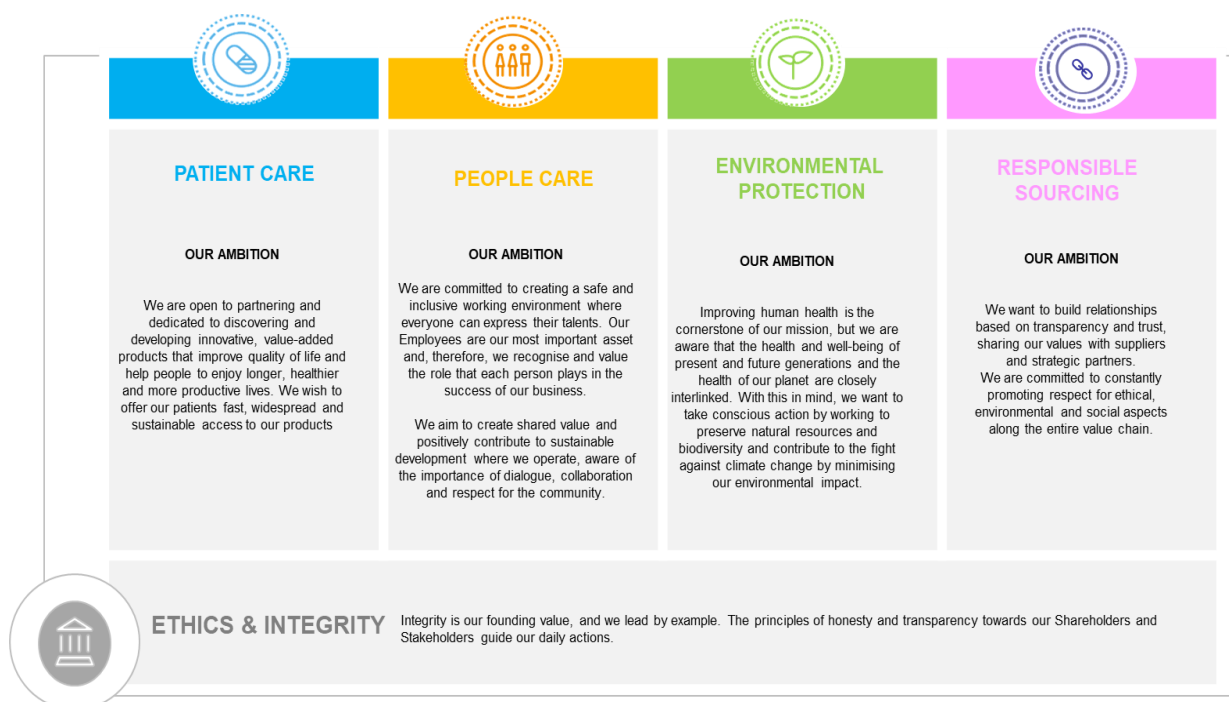 PATIENT CARE
OUR AMBITION
We are open to partnering and
dedicated to discovering and
developing innovative, value-added
products that improve quality of life and
help people to enjoy longer, healthier
and more productive lives. We wish to
offer our patients fast, widespread and
sustainable access to our products
PEOPLE CARE
OUR AMBITION
We are committed to creating a safe and
inclusive working environment where
everyone can express their talents. Our
Employees are our most important asset
and, therefore, we recognise and value
the role that each person plays in the
success of our business.
We aim to create shared value and
positively contribute to sustainable
development where we operate, aware of
the importance of dialogue, collaboration
and respect for the community.
ENVIRONMENTAL
PROTECTION
OUR AMBITION
Improving human health is the
cornerstone of our mission, but we are
aware that the health and well-being of
present and future generations and the
health of our planet are closely
interlinked. With this in mind, we want to
take conscious action by working to
preserve natural resources and
biodiversity and contribute to the fight
against climate change by minimising
our environmental impact.
RESPONSIBLE
SOURCING
OUR AMBITION
We want to build relationships
based on transparency and trust,
sharing our values with suppliers
and strategic partners.
We are committed to constantly
promoting respect for ethical,
environmental and social aspects
along the entire value chain.
ETHICS & INTEGRITY
Integrity is our founding value, and we lead by example. The principles of honesty and transparency towards our Shareholders and
Stakeholders guide our daily actions.